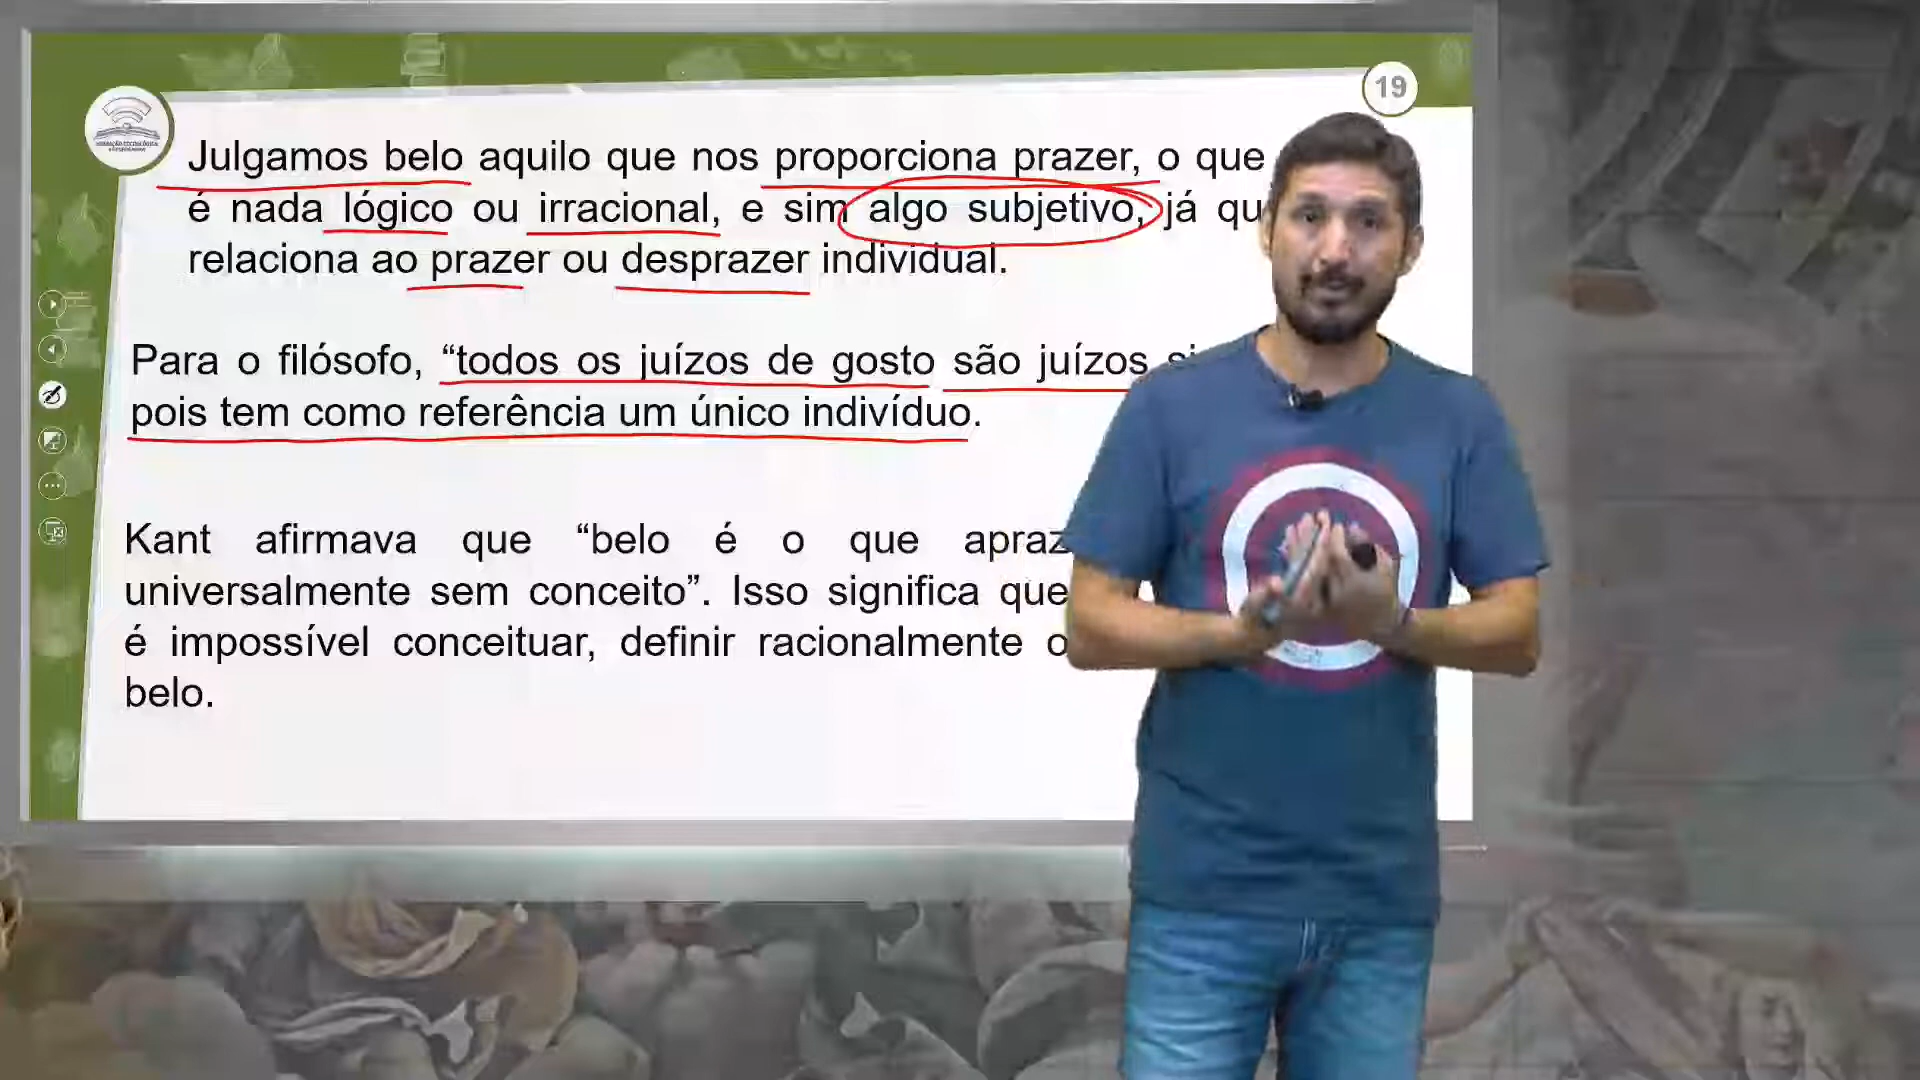 19
Julgamos belo aquilo que nos proporciona prazer, o que
é nada lógico ou irracional, e sim algo subjetivo, já
relaciona ao prazer ou desprazer individual.
Para o filósofo, “todos os juízos de gosto são juízos
pois tem como referência um único indivíduo.
Kant afirmava que “belo é o que apraz
universalmente sem conceito”. Isso significa que
é impossível conceituar, definir racionalmente o
belo.